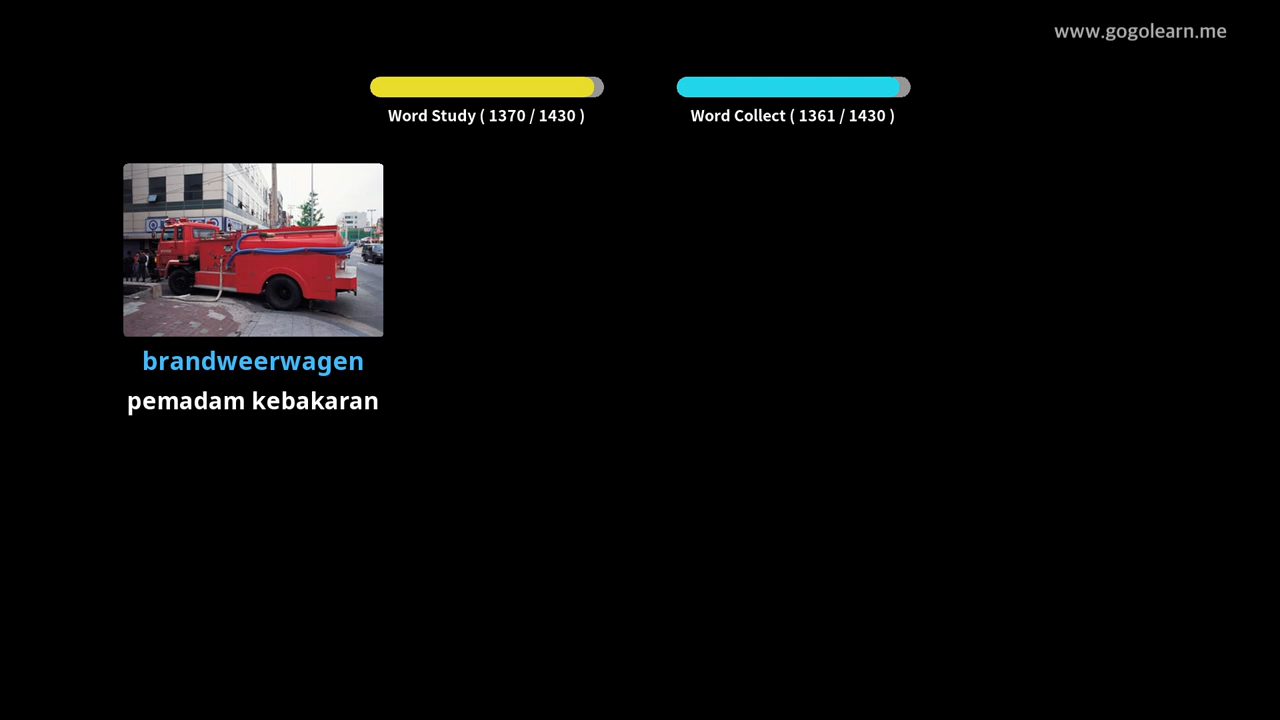 www.gogolearn.me
Word Study ( 1370 / 1430 )
Word Collect ( 1361 / 1430 )
brandweerwagen
pemadam kebakaran